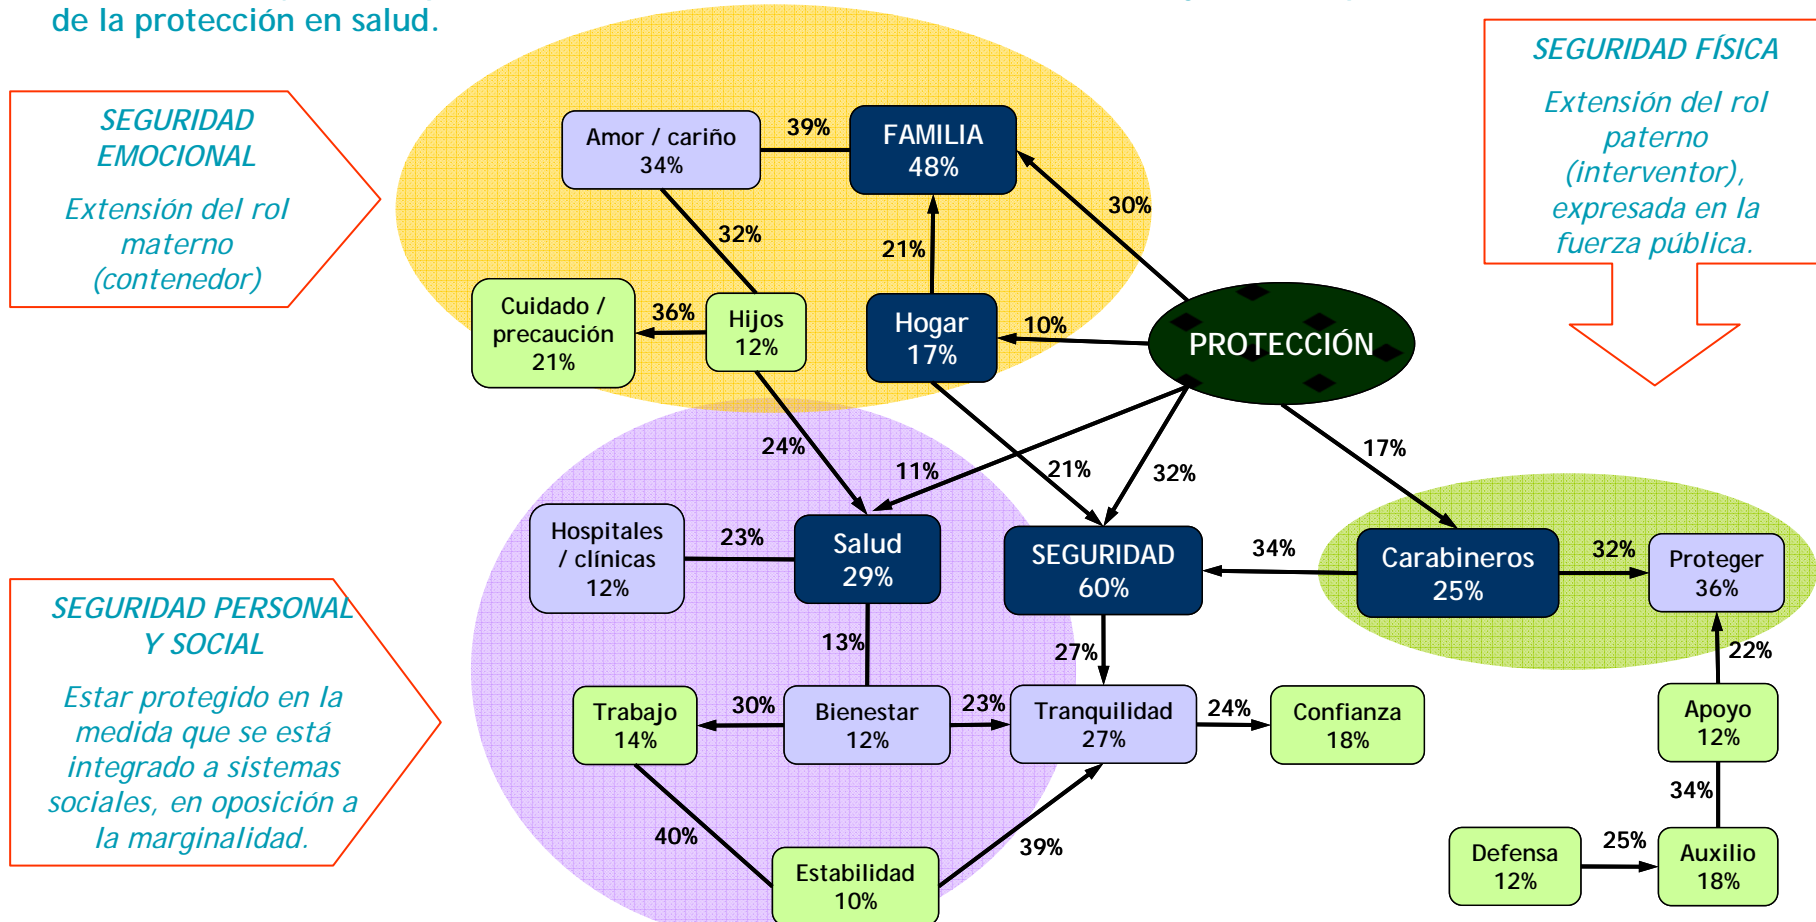 de la protección en salud.
SEGURIDAD
EMOCIONAL
Extensión del rol
materno
(contenedor)
SEGURIDAD FÍSICA
Extensión del rol
paterno
(interventor),
expresada en la
fuerza pública.
Amor / cariño
34%
39%
FAMILIA
48%
30%
32%
21%
Cuidado /
precaución
21%
36%
Hijos
12%
Hogar
17%
10%
PROTECCIÓN
24%
11%
21%
32%
17%
Hospitales
/ clínicas
12%
23%
Salud
29%
SEGURIDAD
60%
34%
Carabineros
25%
32%
Proteger
36%
SEGURIDAD PERSONAL
Y SOCIAL
Estar protegido en la
medida que se está
integrado a sistemas
sociales, en oposición a
la marginalidad.
13%
27%
22%
Trabajo
14%
30%
Bienestar
12%
23%
Tranquilidad
27%
24%
Confianza
18%
Apoyo
12%
40%
39%
34%
Estabilidad
10%
Defensa
12%
25%
Auxilio
18%